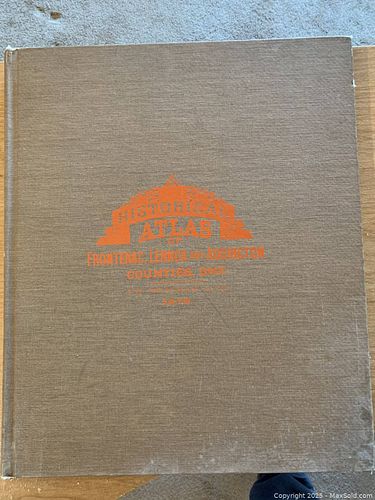 HISTORICAL
ATLAS
OF
FRONTENAC, LENNOX AND ADDINGTON
COUNTIES, ONT.
1878
Copyright 2025 - MaxSold.com